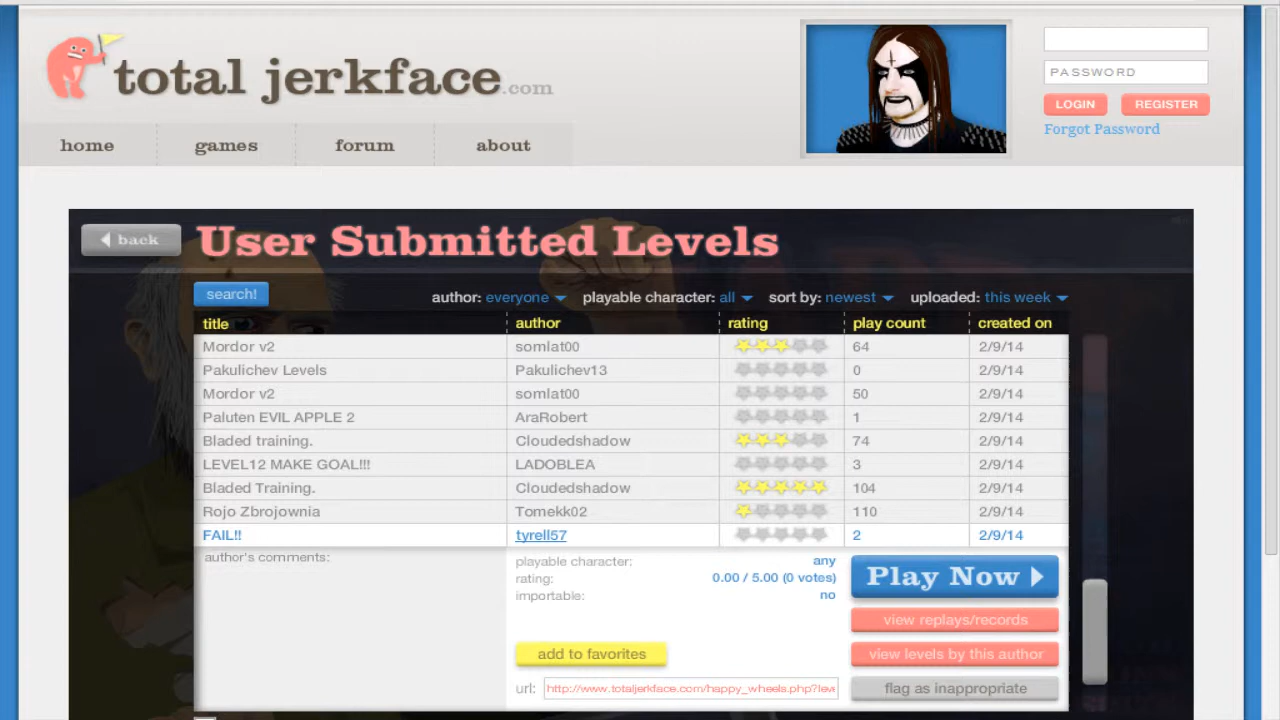 total jerkface.com
PASSWORD
LOGIN REGISTER
Forgot Password
home games forum about
back User Submitted Levels
search! author: everyone playable character: all sort by: newest uploaded: this week
title author rating play count created on
Mordor v2 somlat00 64 2/9/14
Pakulichev Levels Pakulichev13 0 2/9/14
Mordor v2 somlat00 50 2/9/14
Paluten EVIL APPLE 2 AraRobert 1 2/9/14
Bladed training. Cloudedshadow 74 2/9/14
LEVEL12 MAKE GOAL!!! LADOBLEA 3 2/9/14
Bladed Training. Cloudedshadow 104 2/9/14
Rojo Zbrojownia Tomekk02 110 2/9/14
FAIL!! tyrell57 2 2/9/14
author's comments:
playable character: any
rating: 0.00 / 5.00 (0 votes)
importable: no
Play Now
view replays/records
add to favorites
view levels by this author
url: http://www.totaljerkface.com/happy_wheels.php?leve
flag as inappropriate